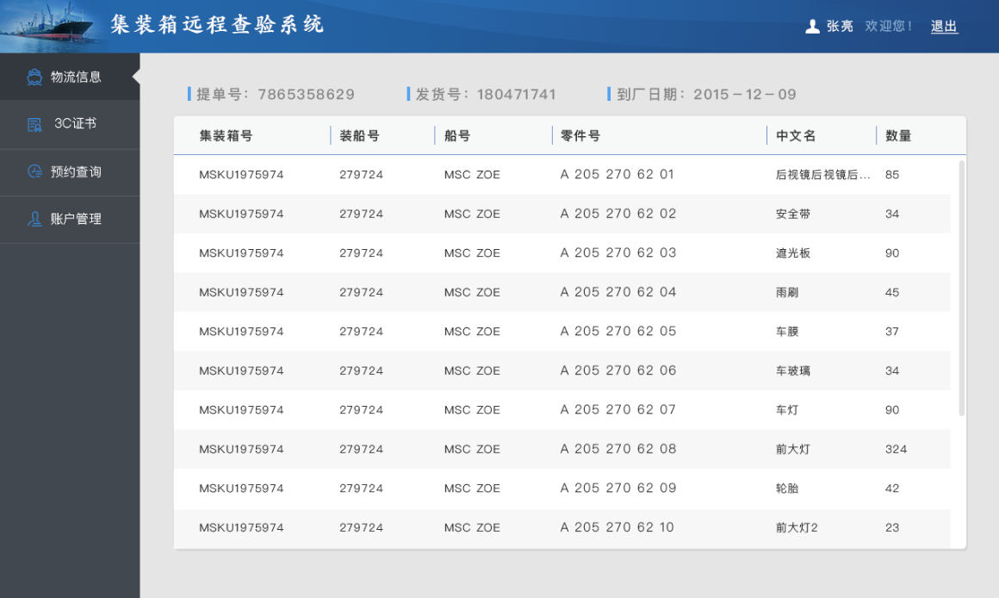 集装箱远程查验系统
张亮 欢迎您! 退出
物流信息
3C证书
预约查询
账户管理
提单号：7865358629 发货号：180471741 到厂日期：2015-12-09
集装箱号 装船号 船号 零件号 中文名 数量
MSKU1975974 279724 MSC ZOE A 205 270 62 01 后视镜后视镜后... 85
MSKU1975974 279724 MSC ZOE A 205 270 62 02 安全带 34
MSKU1975974 279724 MSC ZOE A 205 270 62 03 遮光板 90
MSKU1975974 279724 MSC ZOE A 205 270 62 04 雨刷 45
MSKU1975974 279724 MSC ZOE A 205 270 62 05 车膜 37
MSKU1975974 279724 MSC ZOE A 205 270 62 06 车玻璃 34
MSKU1975974 279724 MSC ZOE A 205 270 62 07 车灯 90
MSKU1975974 279724 MSC ZOE A 205 270 62 08 前大灯 324
MSKU1975974 279724 MSC ZOE A 205 270 62 09 轮胎 42
MSKU1975974 279724 MSC ZOE A 205 270 62 10 前大灯2 23